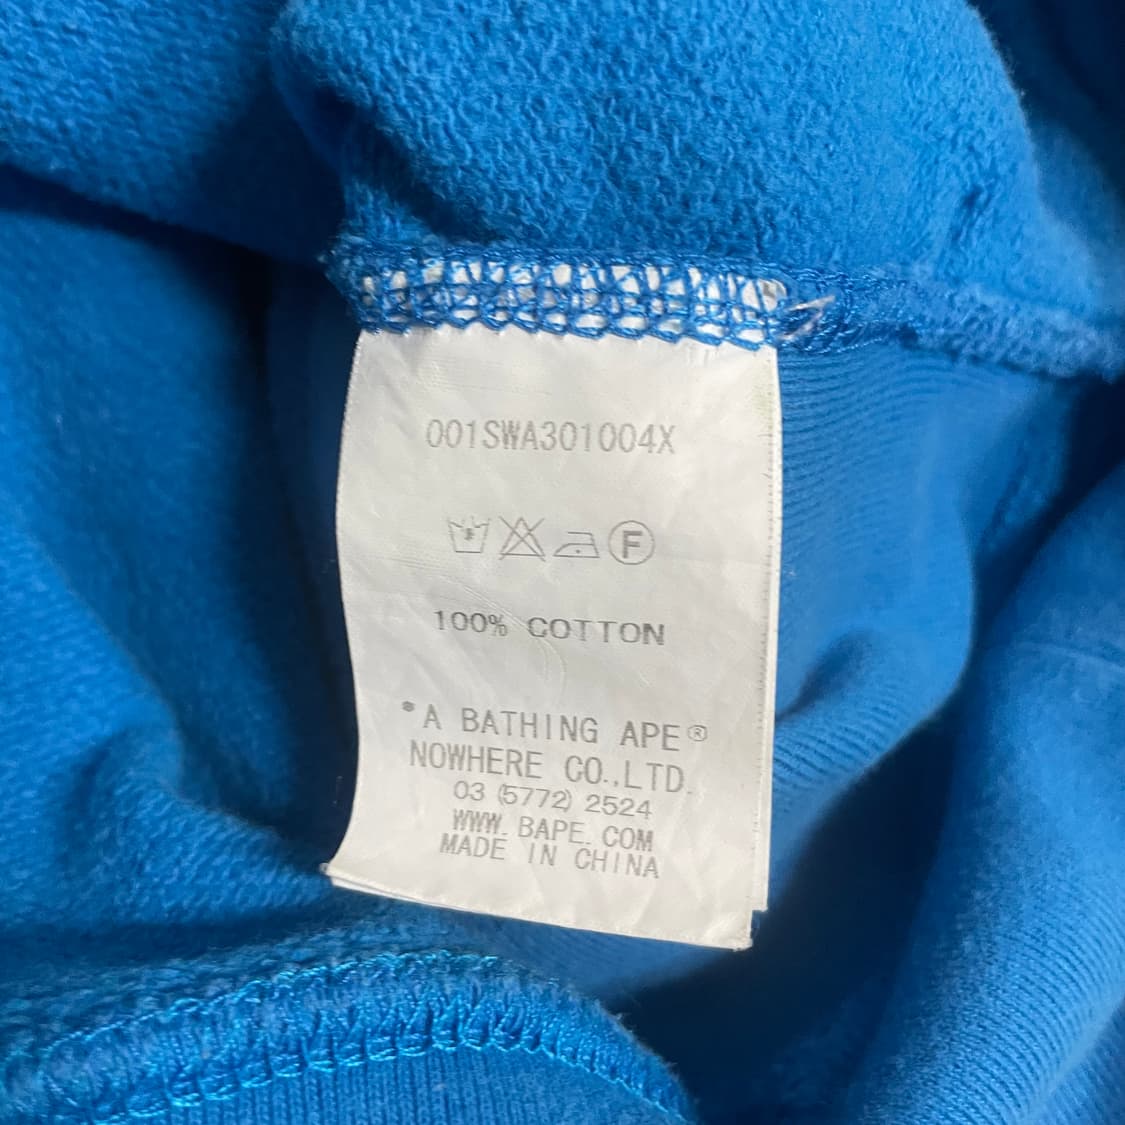 001SWA301004X
F
100% COTTON
*A BATHING APE®
NOWHERE CO.,LTD.
03 (5772) 2524
WWW. BAPE. COM
MADE IN CHINA